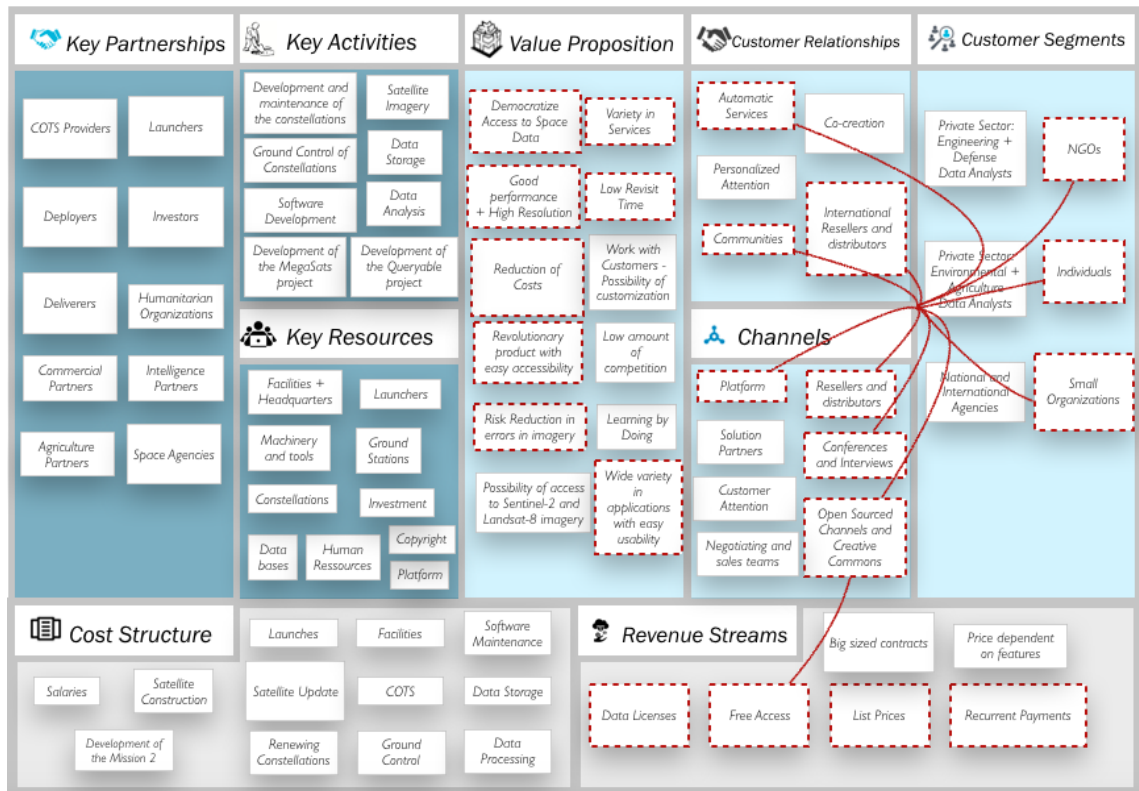 Key Partnerships
COTS Providers
Launchers
Deployers
Investors
Deliverers
Humanitarian
Organizations
Commercial
Partners
Intelligence
Partners
Agriculture
Partners
Space Agencies
Key Activities
Development and
maintenance of
the constellations
Satellite
Imagery
Ground Control of
Constellations
Data
Storage
Software
Development
Data
Analysis
Development of
the MegaSats
project
Development of
the Queryable
project
Key Resources
Facilities +
Headquarters
Launchers
Machinery
and tools
Ground
Stations
Constellations
Investment
Data
bases
Human
Ressources
Copyright
Platform
Value Proposition
Democratize
Access to Space
Data
Variety in
Services
Good
performance
+ High Resolution
Low Revisit
Time
Reduction of
Costs
Work with
Customers -
Possibility of
customization
Revolutionary
product with
easy accessibility
Low amount
of
competition
Risk Reduction in
errors in imagery
Learning by
Doing
Possibility of access
to Sentinel-2 and
Landsat-8 imagery
Wide variety
in
applications
with easy
usability
Customer Relationships
Automatic
Services
Co-creation
Personalized
Attention
International
Resellers and
distributors
Communities
Channels
Platform
Resellers and
distributors
Solution
Partners
Conferences
and Interviews
Customer
Attention
Open Sourced
Channels and
Creative
Commons
Negotiating and
sales teams
Customer Segments
Private Sector:
Engineering +
Defense
Data Analysts
NGOs
Private Sector:
Environmental +
Agriculture
Data Analysts
Individuals
National and
International
Agencies
Small
Organizations
Cost Structure
Salaries
Satellite
Construction
Development of
the Mission 2
Launches
Facilities
Software
Maintenance
Satellite Update
COTS
Data Storage
Renewing
Constellations
Ground
Control
Data
Processing
Revenue Streams
Big sized contracts
Price dependent
on features
Data Licenses
Free Access
List Prices
Recurrent Payments